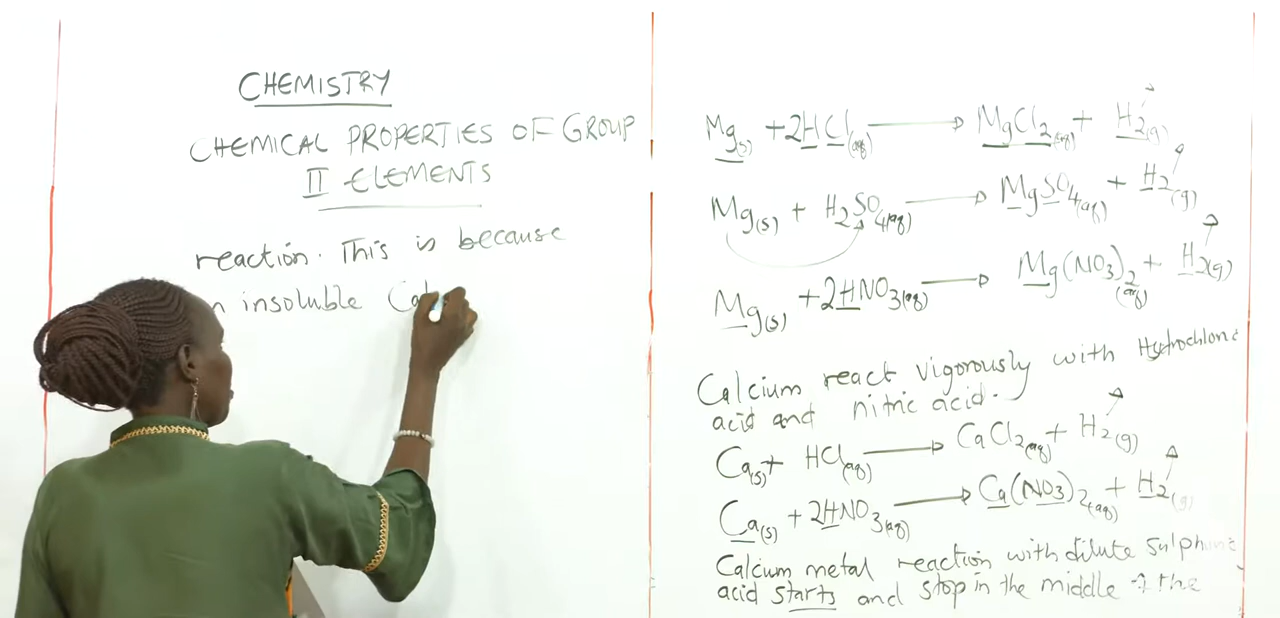 CHEMISTRY
CHEMICAL PROPERTIES OF GROUP
II ELEMENTS
reaction. This is because
insoluble
Mg(s) + 2HCl(aq) → MgCl2(aq) + H2(g)
Mg(s) + H2SO4(aq) → MgSO4(aq) + H2(g)
Mg(s) + 2HNO3(aq) → Mg(NO3)2(aq) + H2(g)
Calcium react vigorously with Hydrochloric
acid and nitric acid.
Ca(s) + HCl(aq) → CaCl2(aq) + H2(g)
Ca(s) + 2HNO3(aq) → Ca(NO3)2(aq) + H2(g)
Calcium metal reaction with dilute sulphuric
acid starts and stop in the middle of the